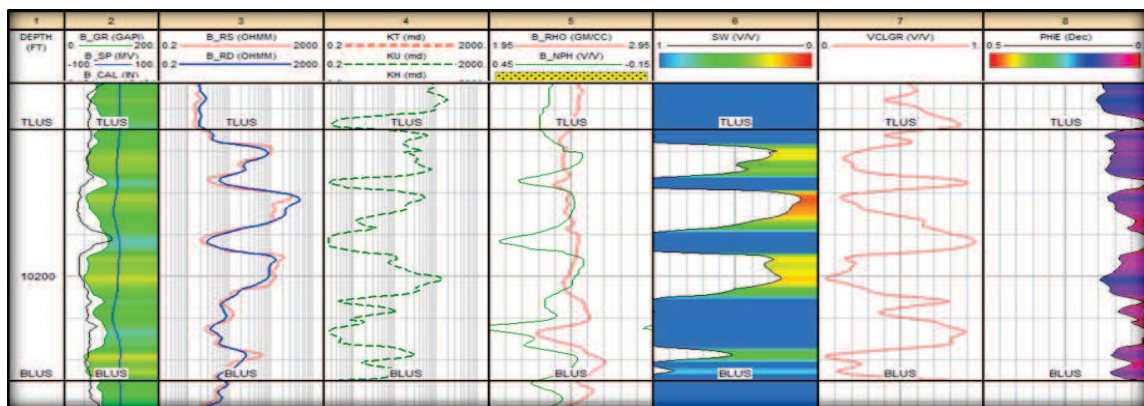 1 2 3 4 5 6 7 8
DEPTH (FT) B_GR (GAPI) B_RS (OHMM) KT (md) B_RHO (GM/CC) SW (V/V) VCLGR (V/V) PHIE (Dec)
0. 200. 0.2 2000. 0.2 2000. 1.95 2.95 1. 0. 0. 1. 0.5 0.
B_SP (MV) B_RD (OHMM) KU (md) B_NPH (V/V)
-100. 100. 0.2 2000. 0.2 2000. 0.45 -0.15
B_CAL (IN) KH (md)
TLUS TLUS TLUS TLUS TLUS TLUS TLUS TLUS
10200
BLUS BLUS BLUS BLUS BLUS BLUS BLUS BLUS